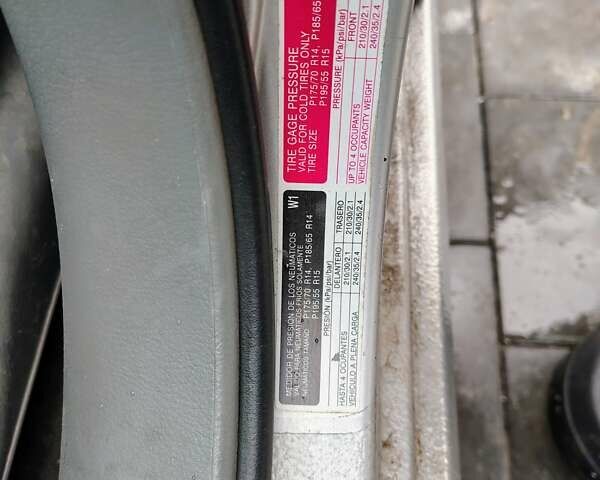 TIRE GAGE PRESSURE
VALID FOR COLD TIRES ONLY
TIRE SIZE P175/70 R14, P185/65
P195/55 R15
PRESSURE (kPa/psi/bar) FRONT
UP TO 4 OCCUPANTS 210/30/2.1
VEHICLE CAPACITY WEIGHT 240/35/2.4
MEDIDOR DE PRESION DE LOS NEUMATICOS W1
PARA NEUMATICOS FRIOS SOLAMENTE
TAMANO P175/70 R14, P185/65 R14
P195/55 R15
PRESIÓN (kPa/psi/bar) DELANTERO TRASERO
HASTA 4 OCUPANTES 210/30/2.1 210/30/2.1
VEHICULO A PLENA CARGA 240/35/2.4 240/35/2.4